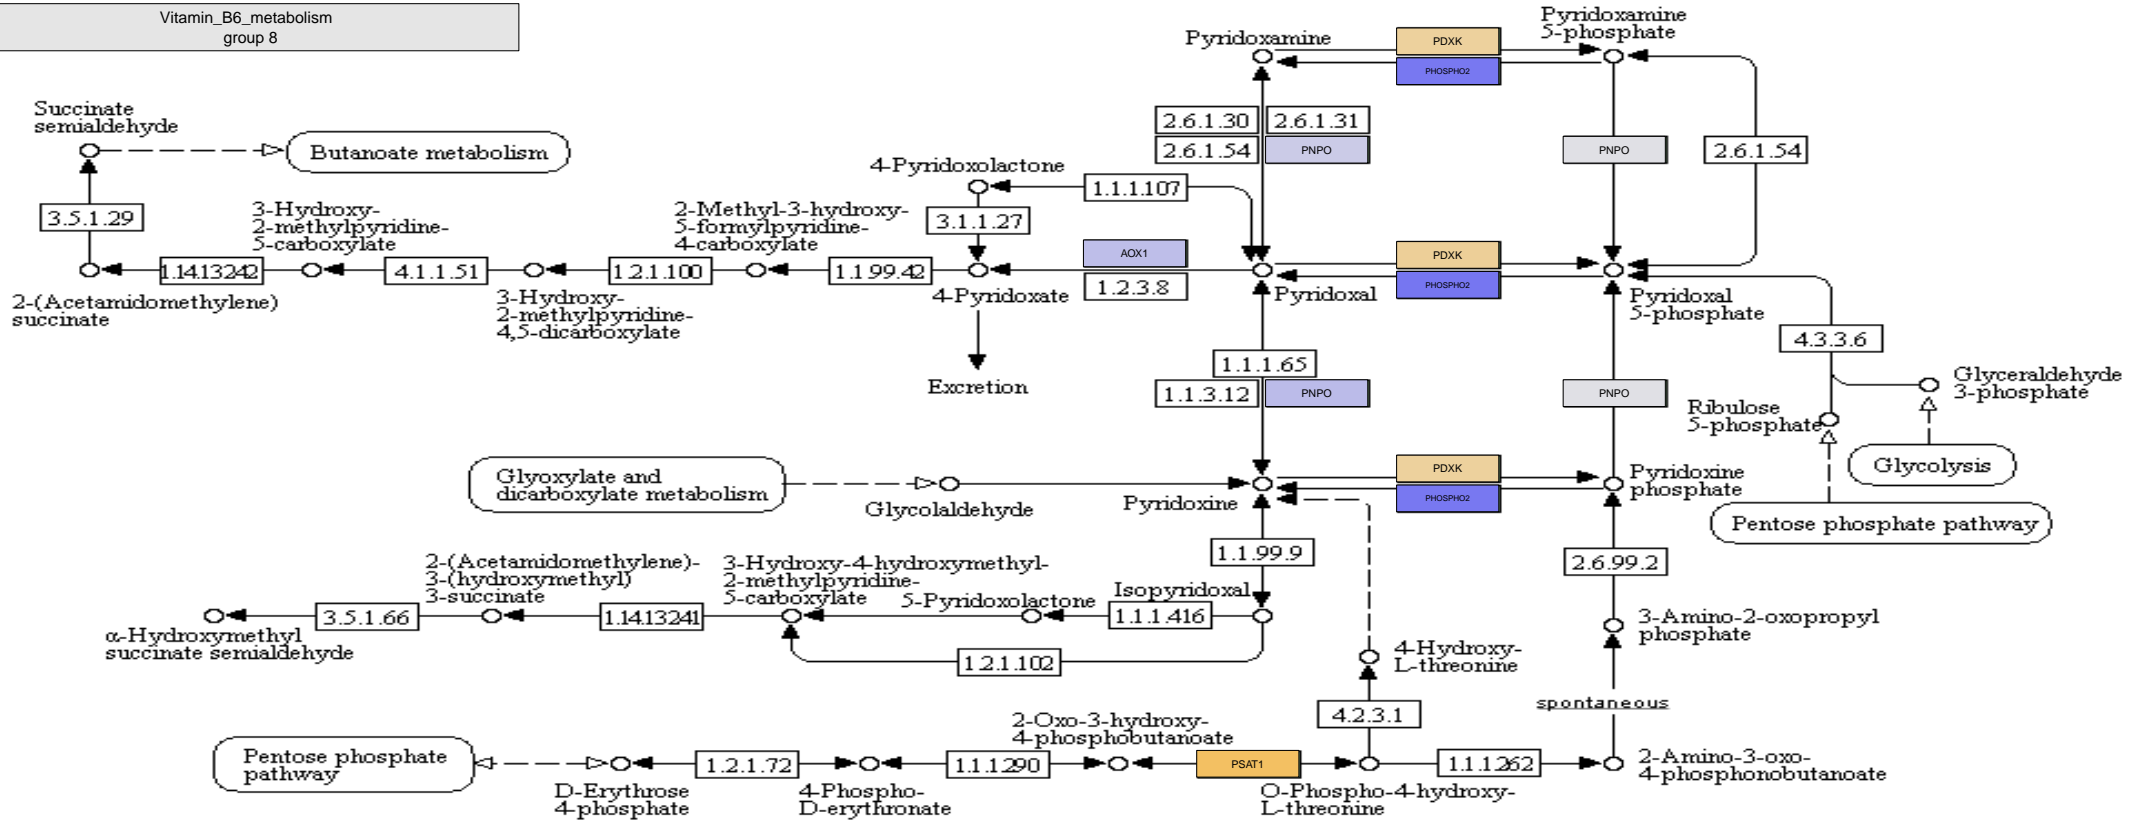 Vitamin_B6_metabolism
group 8
Pyridoxamine
PDXK
PHOSPHO2
Pyridoxamine
5-phosphate
Succinate
semialdehyde
Butanoate metabolism
2.6.1.30
2.6.1.31
2.6.1.54
PNPO
PNPO
2.6.1.54
4-Pyridoxolactone
1.1.1.107
3.5.1.29
3-Hydroxy-
2-methylpyridine-
5-carboxylate
2-Methyl-3-hydroxy-
5-formylpyridine-
4-carboxylate
3.1.1.27
1.14.13.242
4.1.1.51
1.2.1.100
1.1.99.42
AOX1
1.2.3.8
PDXK
PHOSPHO2
2-(Acetamidomethylene)
succinate
3-Hydroxy-
2-methylpyridine-
4,5-dicarboxylate
4-Pyridoxate
Pyridoxal
Pyridoxal
5-phosphate
4.3.3.6
1.1.1.65
Excretion
1.1.3.12
PNPO
PNPO
Glyceraldehyde
3-phosphate
Ribulose
5-phosphate
Glyoxylate and
dicarboxylate metabolism
Glycolaldehyde
Pyridoxine
PDXK
PHOSPHO2
Pyridoxine
phosphate
Glycolysis
Pentose phosphate pathway
1.1.99.9
2.6.99.2
2-(Acetamidomethylene)-
3-(hydroxymethyl)
3-succinate
3-Hydroxy-4-hydroxymethyl-
2-methylpyridine-
5-carboxylate
5-Pyridoxolactone
Isopyridoxal
3.5.1.66
1.14.13.241
1.1.1.416
α-Hydroxymethyl
succinate semialdehyde
1.2.1.102
3-Amino-2-oxopropyl
phosphate
4-Hydroxy-
L-threonine
spontaneous
4.2.3.1
2-Oxo-3-hydroxy-
4-phosphobutanoate
Pentose phosphate
pathway
1.2.1.72
1.1.1.290
PSAT1
1.1.1.262
D-Erythrose
4-phosphate
4-Phospho-
D-erythronate
O-Phospho-4-hydroxy-
L-threonine
2-Amino-3-oxo-
4-phosphonobutanoate